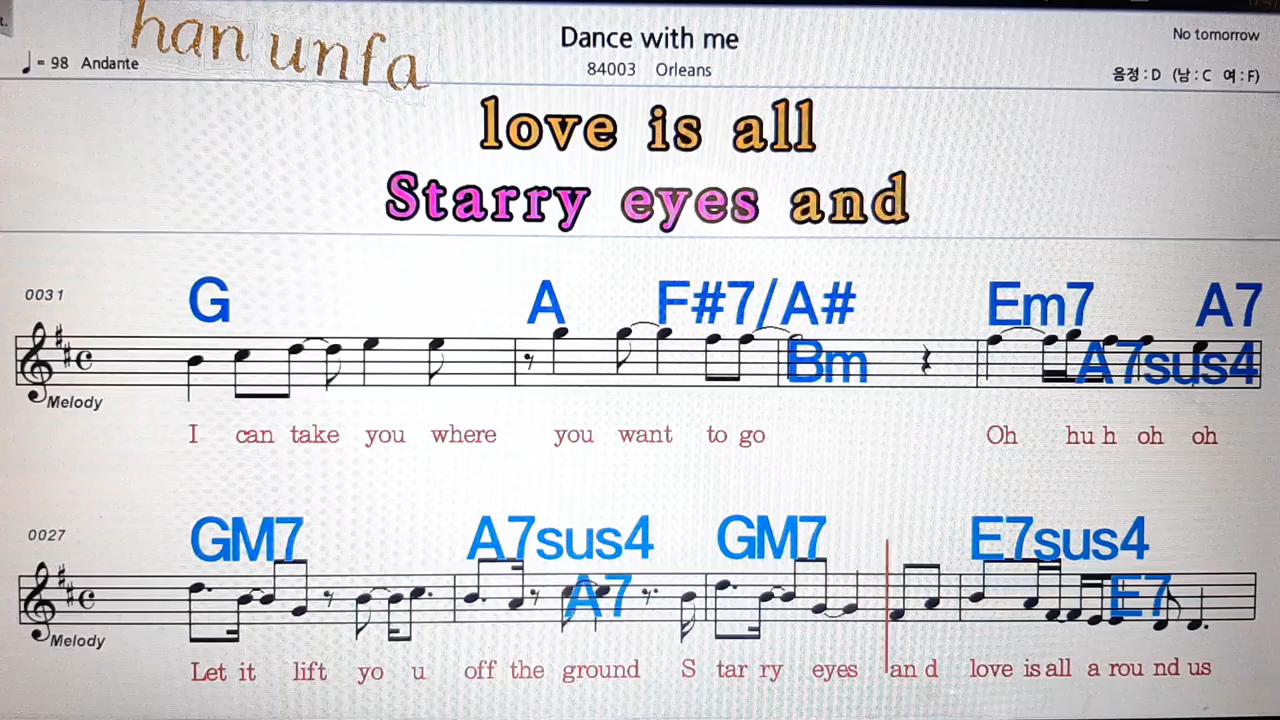 han unfa
Dance with me
No tomorrow
♩ = 98 Andante
84003 Orleans
음정 : D (남 : C 여 : F)
love is all
Starry eyes and
0031
G A F#7/A# Em7 A7
Bm A7sus4
Melody
I can take you where you want to go Oh hu h oh oh
0027
GM7 A7sus4 GM7 E7sus4
A7 E7
Melody
Let it lift yo u off the ground S tar ry eyes an d love is all a rou nd us